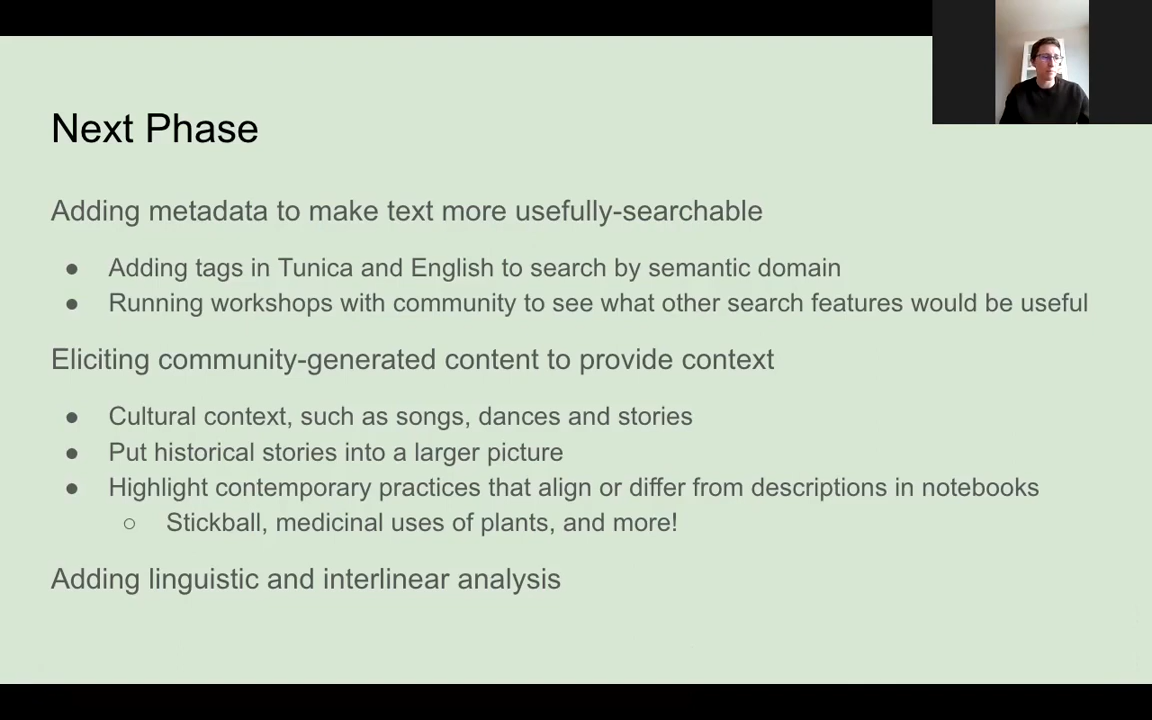 Next Phase
Adding metadata to make text more usefully-searchable
● Adding tags in Tunica and English to search by semantic domain
● Running workshops with community to see what other search features would be useful
Eliciting community-generated content to provide context
● Cultural context, such as songs, dances and stories
● Put historical stories into a larger picture
● Highlight contemporary practices that align or differ from descriptions in notebooks
○ Stickball, medicinal uses of plants, and more!
Adding linguistic and interlinear analysis